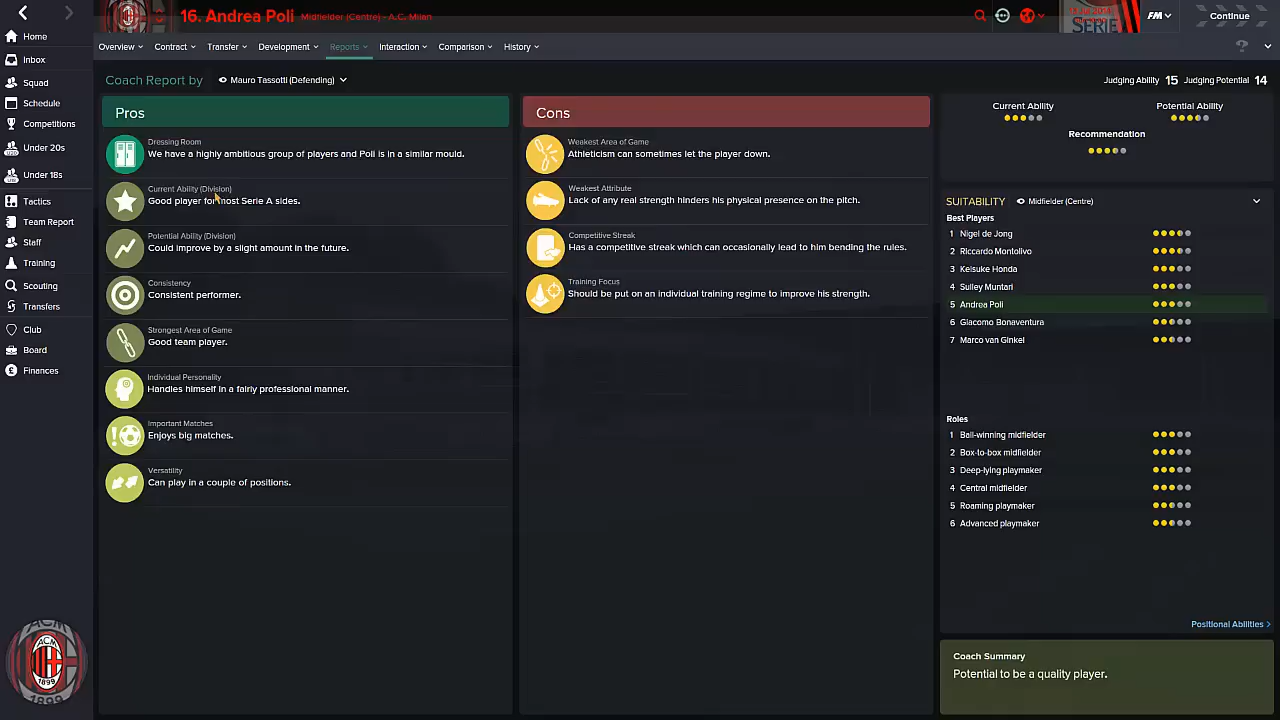 16. Andrea Poli Midfielder (Centre) - A.C. Milan
SERIE
FM
Continue
Home
Inbox
Squad
Schedule
Competitions
Under 20s
Under 18s
Tactics
Team Report
Staff
Training
Scouting
Transfers
Club
Board
Finances
ACM
1899
Overview
Contract
Transfer
Development
Reports
Interaction
Comparison
History
Coach Report by Mauro Tassotti (Defending)
Judging Ability 15 Judging Potential 14
Pros
Dressing Room
We have a highly ambitious group of players and Poli is in a similar mould.
Current Ability (Division)
Good player for most Serie A sides.
Potential Ability (Division)
Could improve by a slight amount in the future.
Consistency
Consistent performer.
Strongest Area of Game
Good team player.
Individual Personality
Handles himself in a fairly professional manner.
Important Matches
Enjoys big matches.
Versatility
Can play in a couple of positions.
Cons
Weakest Area of Game
Athleticism can sometimes let the player down.
Weakest Attribute
Lack of any real strength hinders his physical presence on the pitch.
Competitive Streak
Has a competitive streak which can occasionally lead to him bending the rules.
Training Focus
Should be put on an individual training regime to improve his strength.
Current Ability
Potential Ability
Recommendation
SUITABILITY Midfielder (Centre)
Best Players
1 Nigel de Jong
2 Riccardo Montolivo
3 Keisuke Honda
4 Sulley Muntari
5 Andrea Poli
6 Giacomo Bonaventura
7 Marco van Ginkel
Roles
1 Ball-winning midfielder
2 Box-to-box midfielder
3 Deep-lying playmaker
4 Central midfielder
5 Roaming playmaker
6 Advanced playmaker
Positional Abilities >
Coach Summary
Potential to be a quality player.